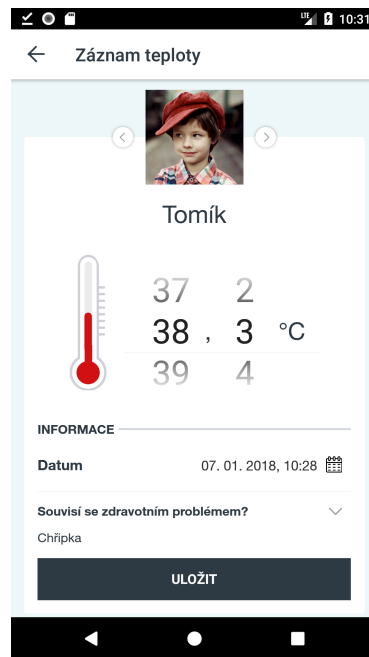 LTE 10:31
Záznam teploty
Tomík
37 2
38 , 3 °C
39 4
INFORMACE
Datum 07. 01. 2018, 10:28
Souvisí se zdravotním problémem?
Chřipka
ULOŽIT